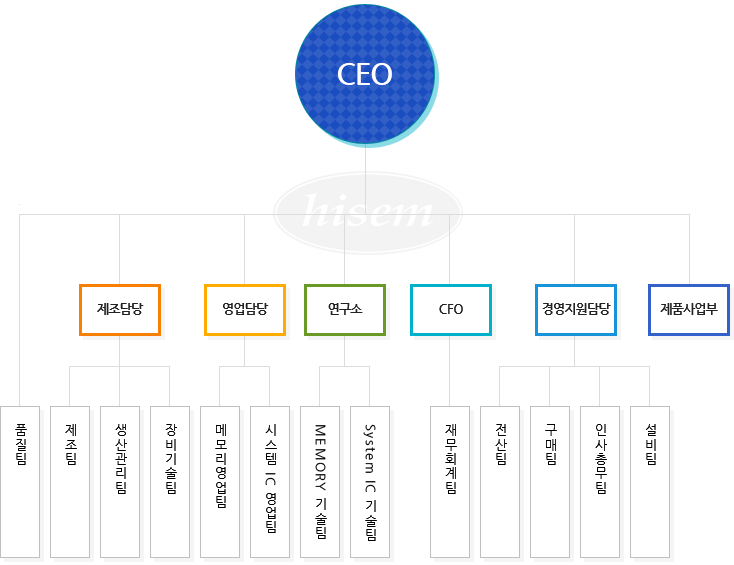 CEO
hisem
제조담당
영업담당
연구소
CFO
경영지원담당
제품사업부
품질팀
제조팀
생산관리팀
장비기술팀
메모리영업팀
시스템 IC 영업팀
MEMORY 기술팀
System IC 기술팀
재무회계팀
전산팀
구매팀
인사총무팀
설비팀